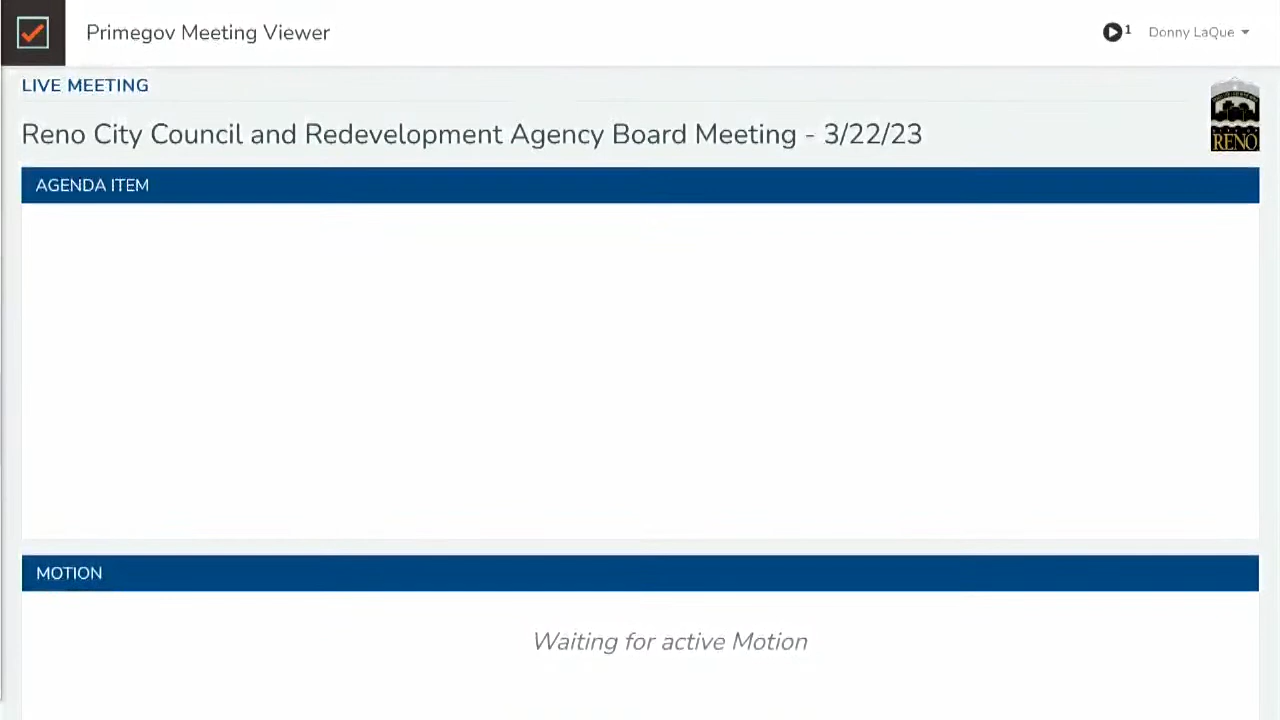 Primegov Meeting Viewer
1
Donny LaQue
LIVE MEETING
Reno City Council and Redevelopment Agency Board Meeting - 3/22/23
RENO
AGENDA ITEM
MOTION
Waiting for active Motion